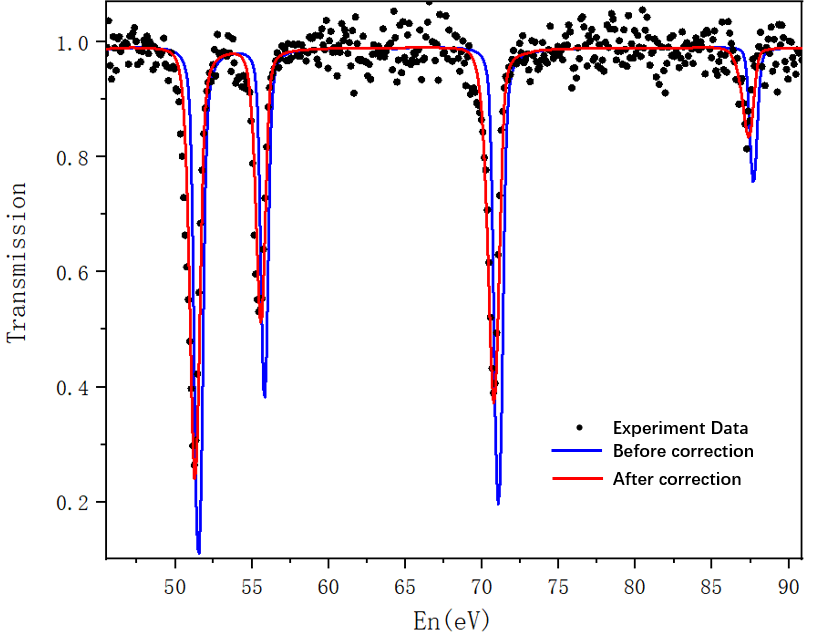 Transmission
1.0
0.8
0.6
0.4
0.2
Experiment Data
Before correction
After correction
50 55 60 65 70 75 80 85 90
En(eV)